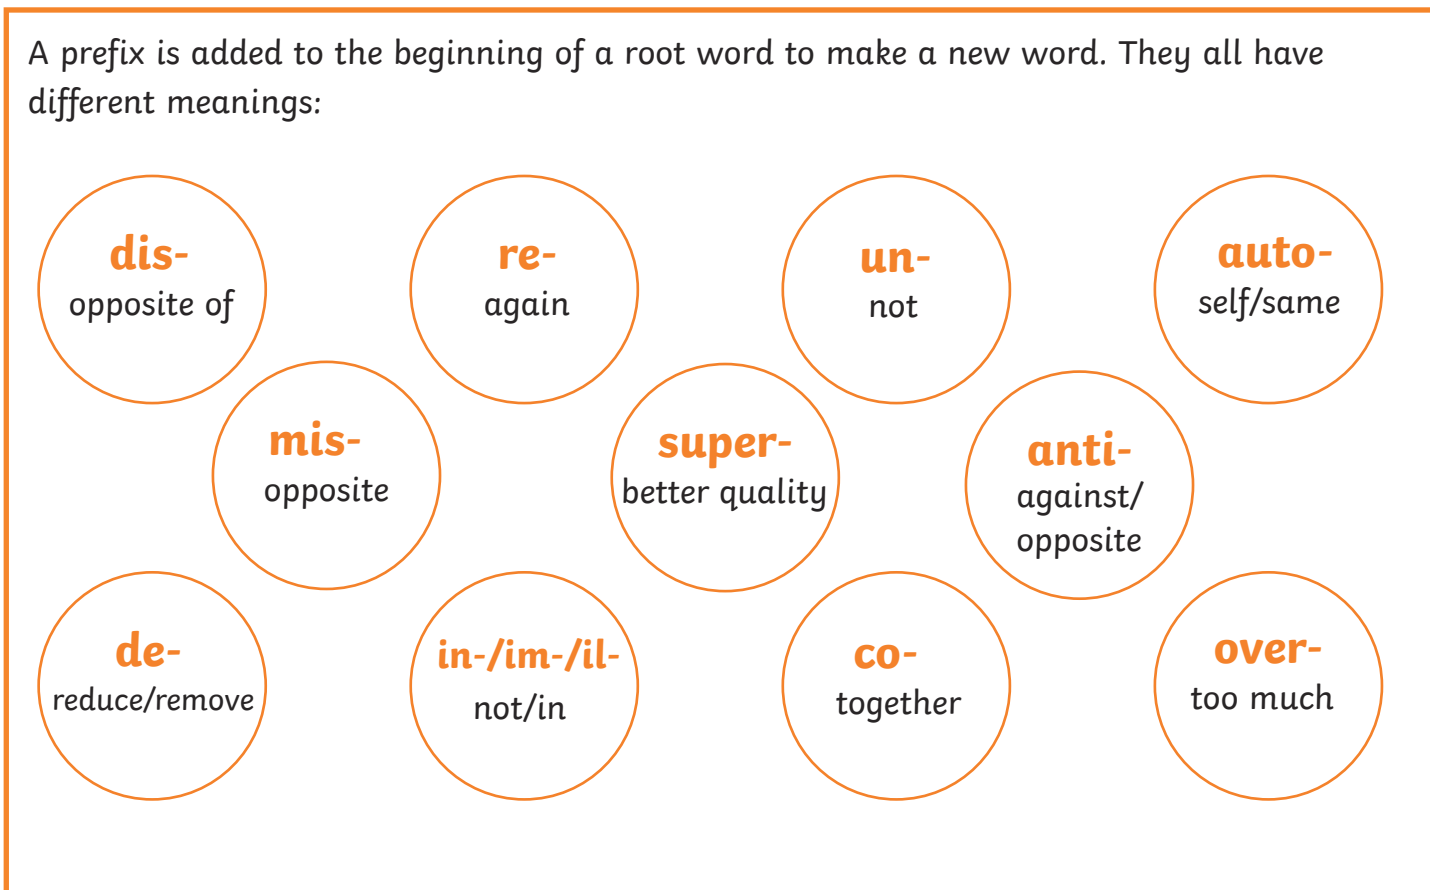 A prefix is added to the beginning of a root word to make a new word. They all have
different meanings:
dis-
opposite of
re-
again
un-
not
auto-
self/same
mis-
opposite
super-
better quality
anti-
against/
opposite
de-
reduce/remove
in-/im-/il-
not/in
co-
together
over-
too much